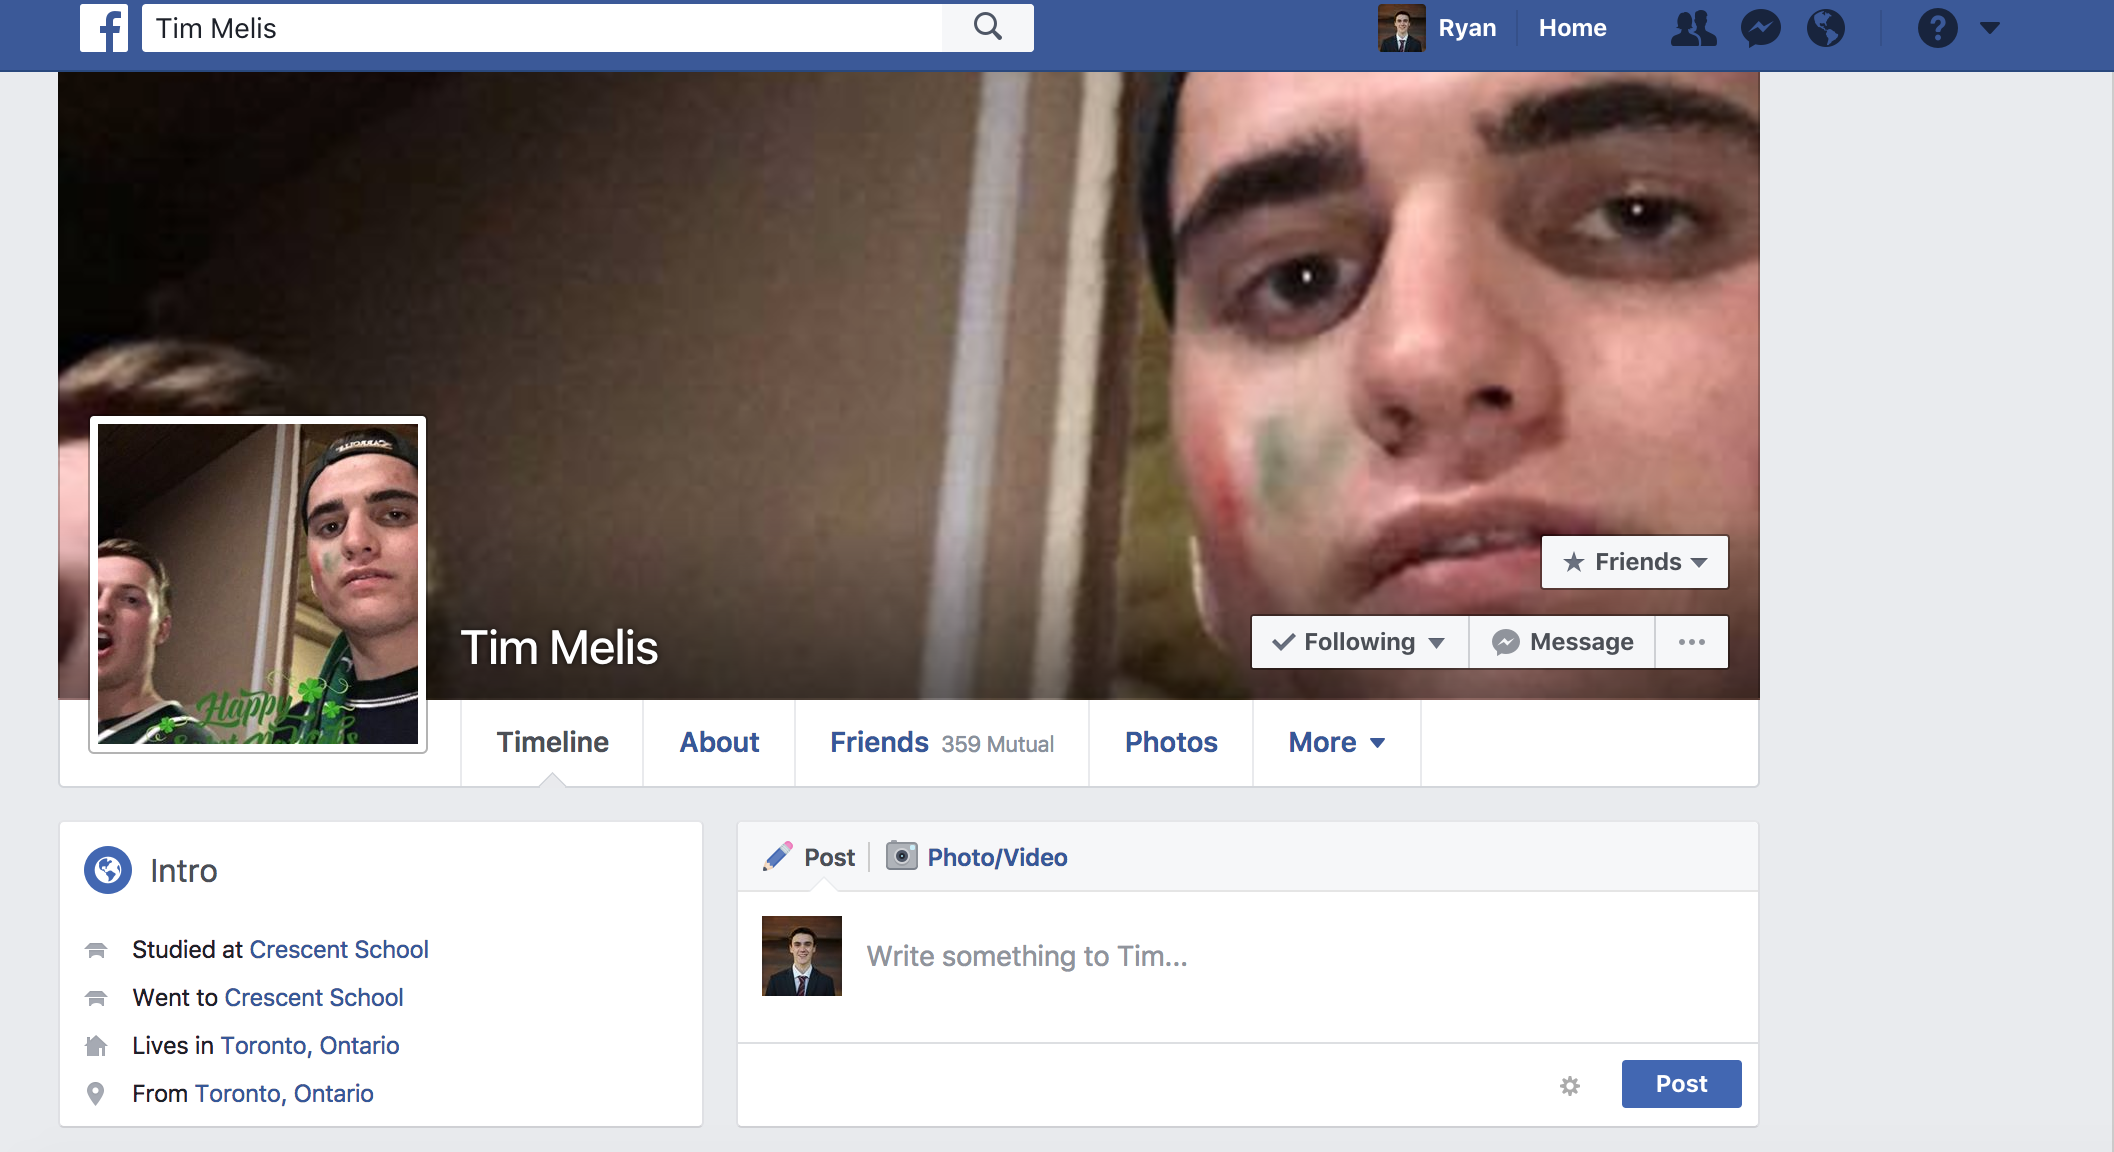 f
Tim Melis
Ryan
Home
Friends
Following
Message
Tim Melis
Happy
Timeline
About
Friends 359 Mutual
Photos
More
Intro
Studied at Crescent School
Went to Crescent School
Lives in Toronto, Ontario
From Toronto, Ontario
Post
Photo/Video
Write something to Tim...
Post